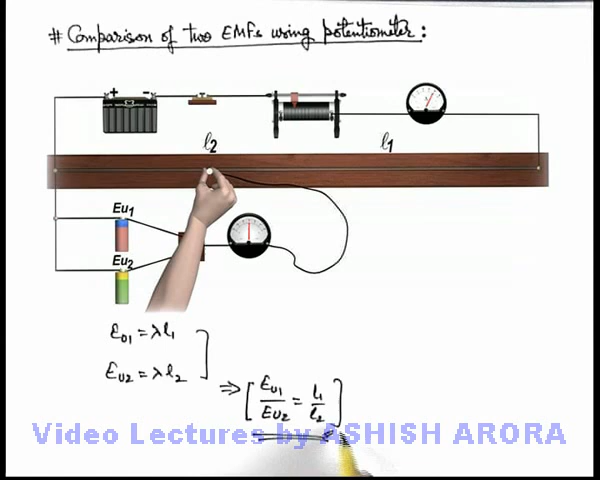 # Comparison of two EMFs using potentiometer:
+ -
l2 l1
Eu1
Eu2
EU1 = λl1
EU2 = λl2
⇒ [EU1/EU2 = l1/l2]
Video Lectures by ASHISH ARORA